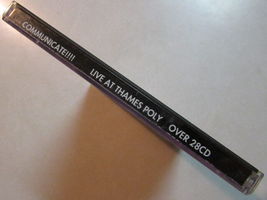 COMMUNICATE!!!! LIVE AT THAMES POLY OVER 28CD